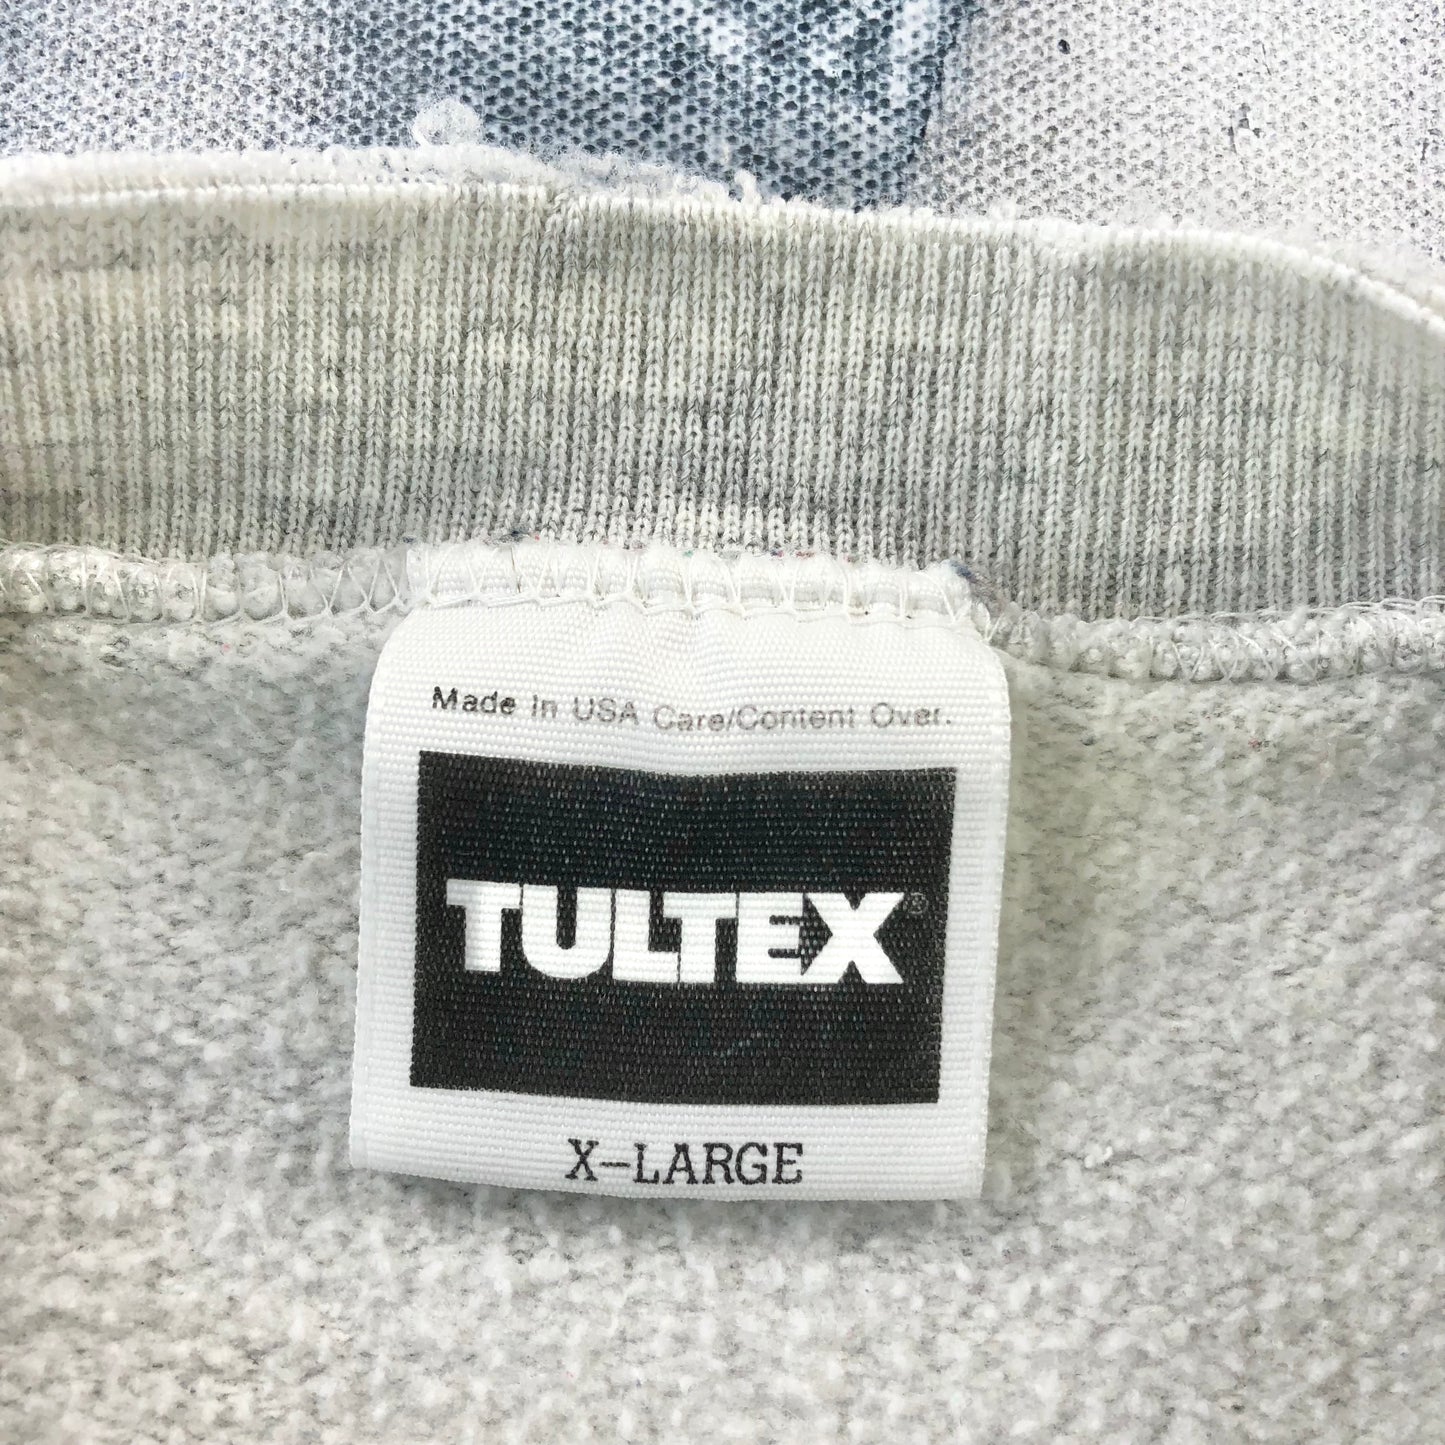 Made In USA Care/Content Over.
TULTEX®
X-LARGE